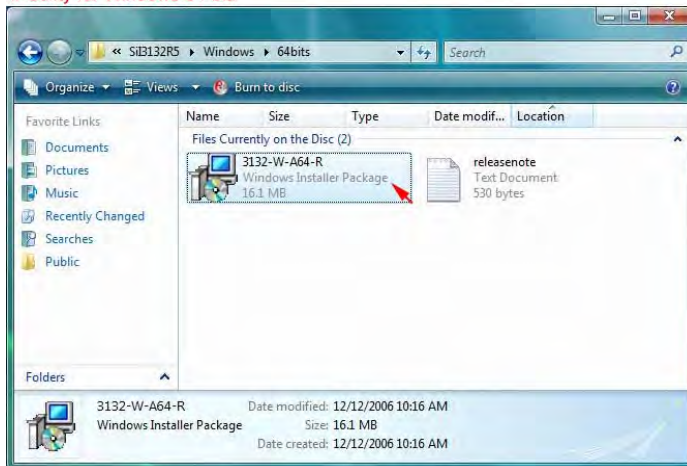 « SiI3132R5 ▸ Windows ▸ 64bits
Search
Organize Views Burn to disc
Favorite Links
Documents
Pictures
Music
Recently Changed
Searches
Public
Folders
Name Size Type Date modif... Location
Files Currently on the Disc (2)
3132-W-A64-R
Windows Installer Package
16.1 MB
releasenote
Text Document
530 bytes
3132-W-A64-R
Windows Installer Package
Date modified: 12/12/2006 10:16 AM
Size: 16.1 MB
Date created: 12/12/2006 10:16 AM